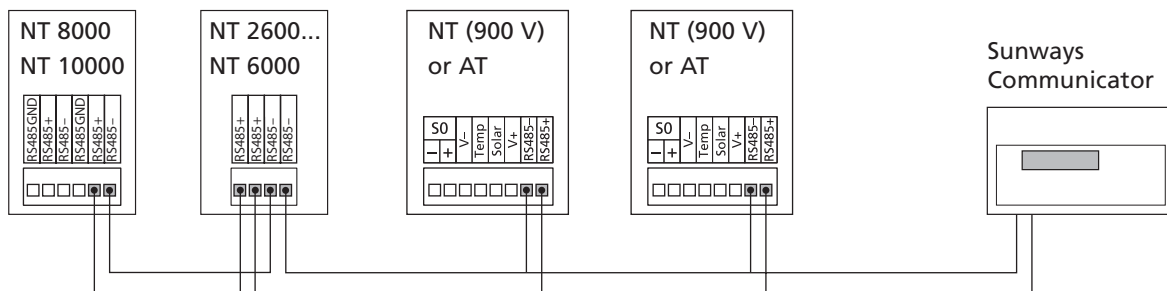 NT 8000
NT 10000
RS485GND
RS485+
RS485−
RS485GND
RS485+
RS485−
NT 2600...
NT 6000
RS485+
RS485+
RS485−
RS485−
NT (900 V)
or AT
S0
− +
V−
Temp
Solar
V+
RS485−
RS485+
NT (900 V)
or AT
S0
− +
V−
Temp
Solar
V+
RS485−
RS485+
Sunways
Communicator